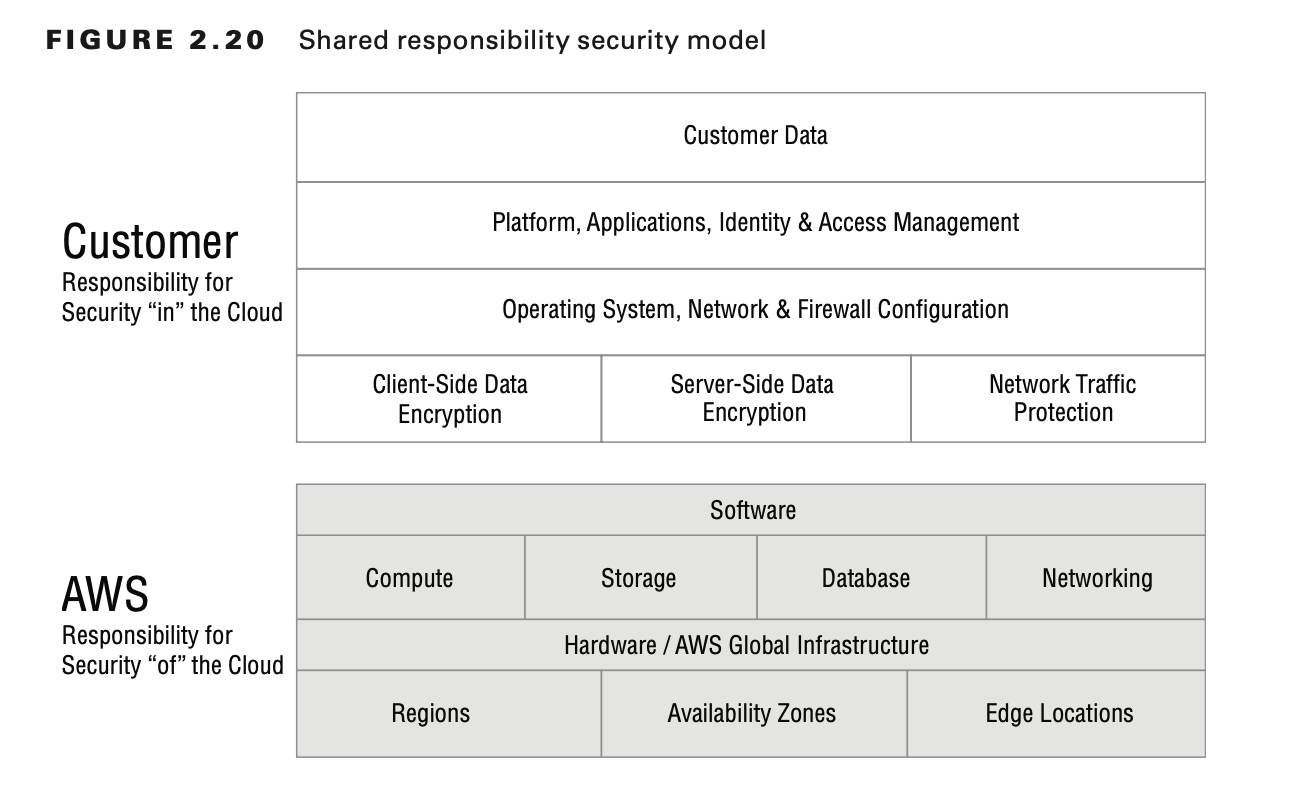 FIGURE 2.20 Shared responsibility security model
Customer Data
Platform, Applications, Identity & Access Management
Customer
Responsibility for
Security “in” the Cloud
Operating System, Network & Firewall Configuration
Client-Side Data
Encryption
Server-Side Data
Encryption
Network Traffic
Protection
Software
AWS
Responsibility for
Security “of” the Cloud
Compute
Storage
Database
Networking
Hardware / AWS Global Infrastructure
Regions
Availability Zones
Edge Locations